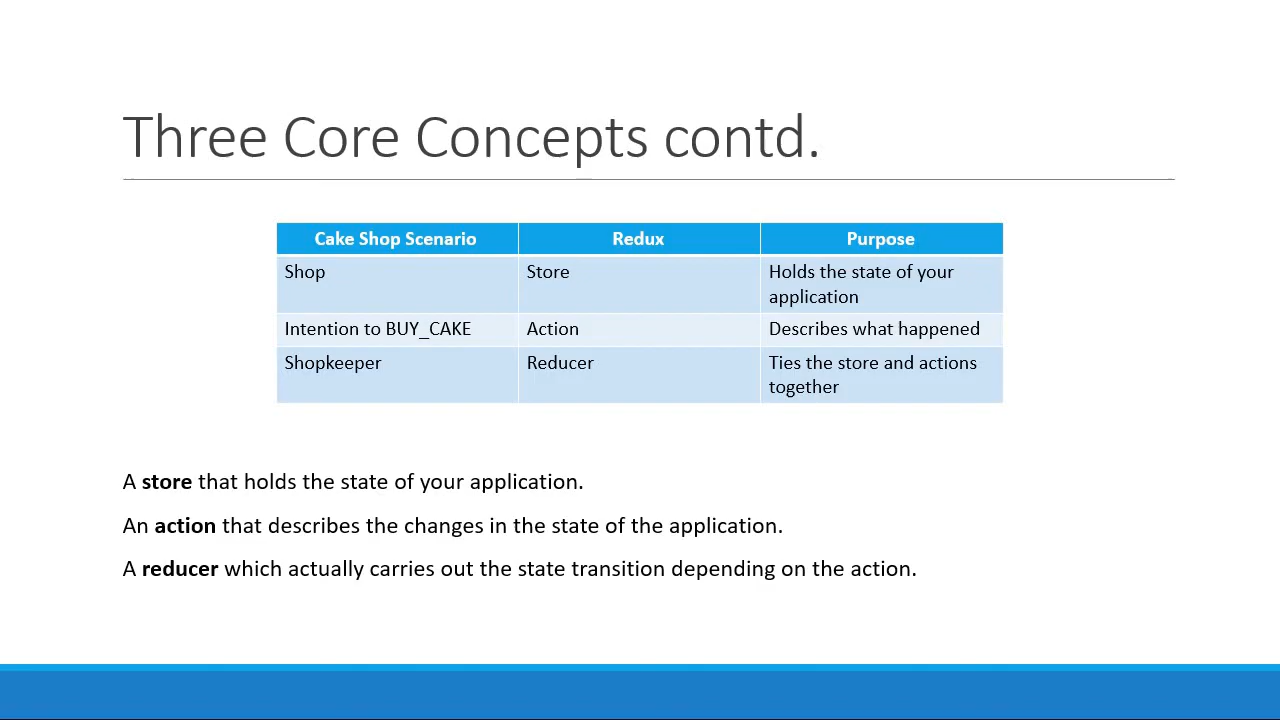 Three Core Concepts contd.
Cake Shop Scenario Redux Purpose
Shop Store Holds the state of your
application
Intention to BUY_CAKE Action Describes what happened
Shopkeeper Reducer Ties the store and actions
together
A store that holds the state of your application.
An action that describes the changes in the state of the application.
A reducer which actually carries out the state transition depending on the action.